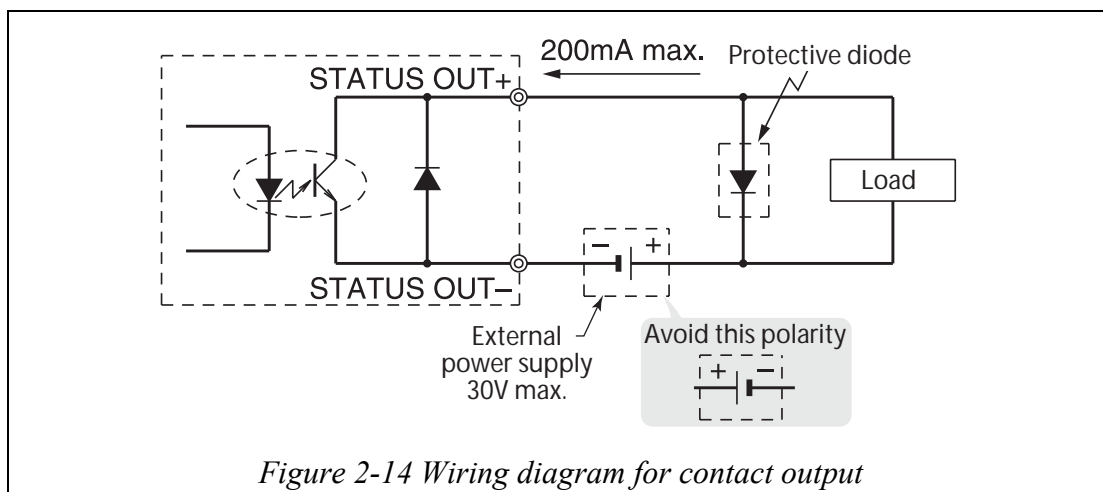 200mA max.
Protective diode
STATUS OUT+
Load
− +
STATUS OUT−
External
power supply
30V max.
Avoid this polarity
+ −
Figure 2-14 Wiring diagram for contact output